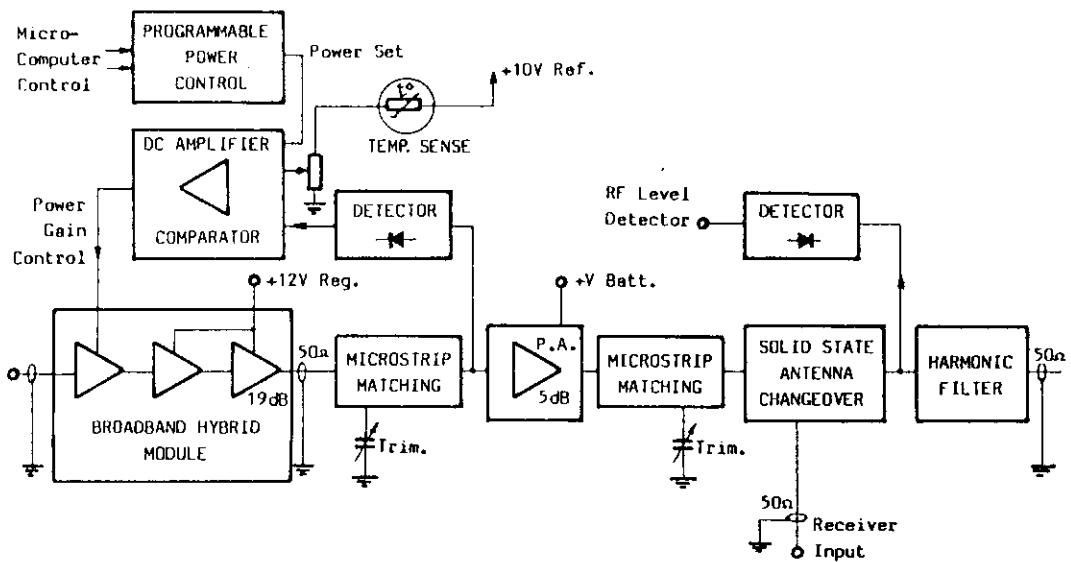 Micro-
Computer
Control
PROGRAMMABLE
POWER
CONTROL
Power Set
t°
+10V Ref.
TEMP. SENSE
DC AMPLIFIER
COMPARATOR
DETECTOR
RF Level
Detector
DETECTOR
Power
Gain
Control
+12V Reg.
+V Batt.
19dB
BROADBAND HYBRID
MODULE
50Ω
MICROSTRIP
MATCHING
Trim.
P.A.
5dB
MICROSTRIP
MATCHING
Trim.
SOLID STATE
ANTENNA
CHANGEOVER
HARMONIC
FILTER
50Ω
50Ω
Receiver
Input